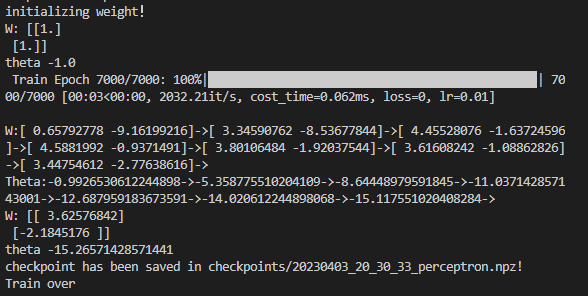 initializing weight!
W: [[1.]
 [1.]]
theta -1.0
 Train Epoch 7000/7000: 100%|                                                | 70
00/7000 [00:03<00:00, 2032.21it/s, cost_time=0.062ms, loss=0, lr=0.01]
W:[ 0.65792778 -9.16199216]->[ 3.34590762 -8.53677844]->[ 4.45528076 -1.63724596
]->[ 4.5881992 -0.9371491]->[ 3.80106484 -1.92037544]->[ 3.61608242 -1.08862826]
->[ 3.44754612 -2.77638616]->
Theta:-0.9926530612244898->-5.358775510204109->-8.64448979591845->-11.0371428571
43001->-12.687959183673591->-14.020612244898068->-15.117551020408284->
W: [[ 3.62576842]
 [-2.1845176 ]]
theta -15.26571428571441
checkpoint has been saved in checkpoints/20230403_20_30_33_perceptron.npz!
Train over